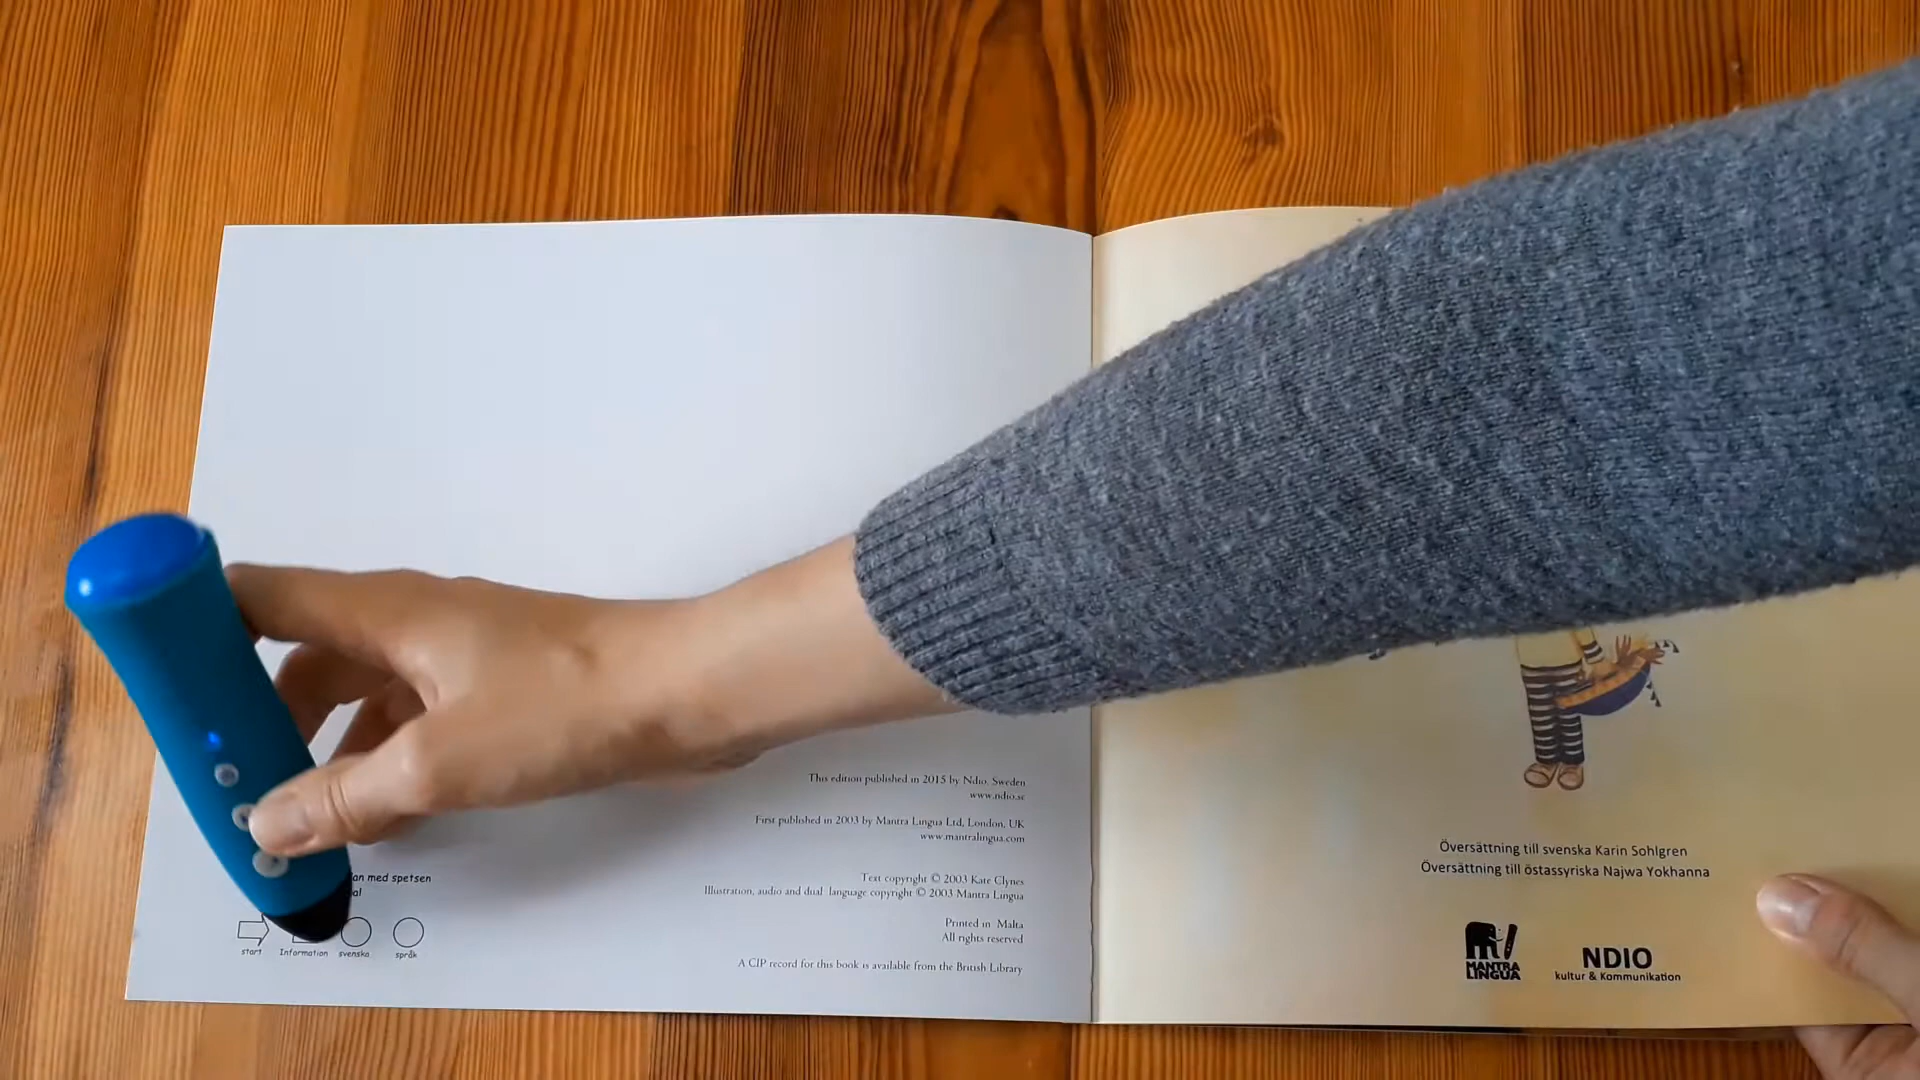 med spetsen
start
Information
svenska
språk
This edition published in 2015 by Ndio, Sweden
www.ndio.se
First published in 2003 by Mantra Lingua Ltd, London, UK
www.mantralingua.com
Text copyright © 2003 Kate Clynes
Illustration, audio and dual language copyright © 2003 Mantra Lingua
Printed in Malta
All rights reserved
A CIP record for this book is available from the British Library
Översättning till svenska Karin Sohlgren
Översättning till östassyriska Najwa Yokhanna
MANTRA
LINGUA
NDIO
kultur & Kommunikation